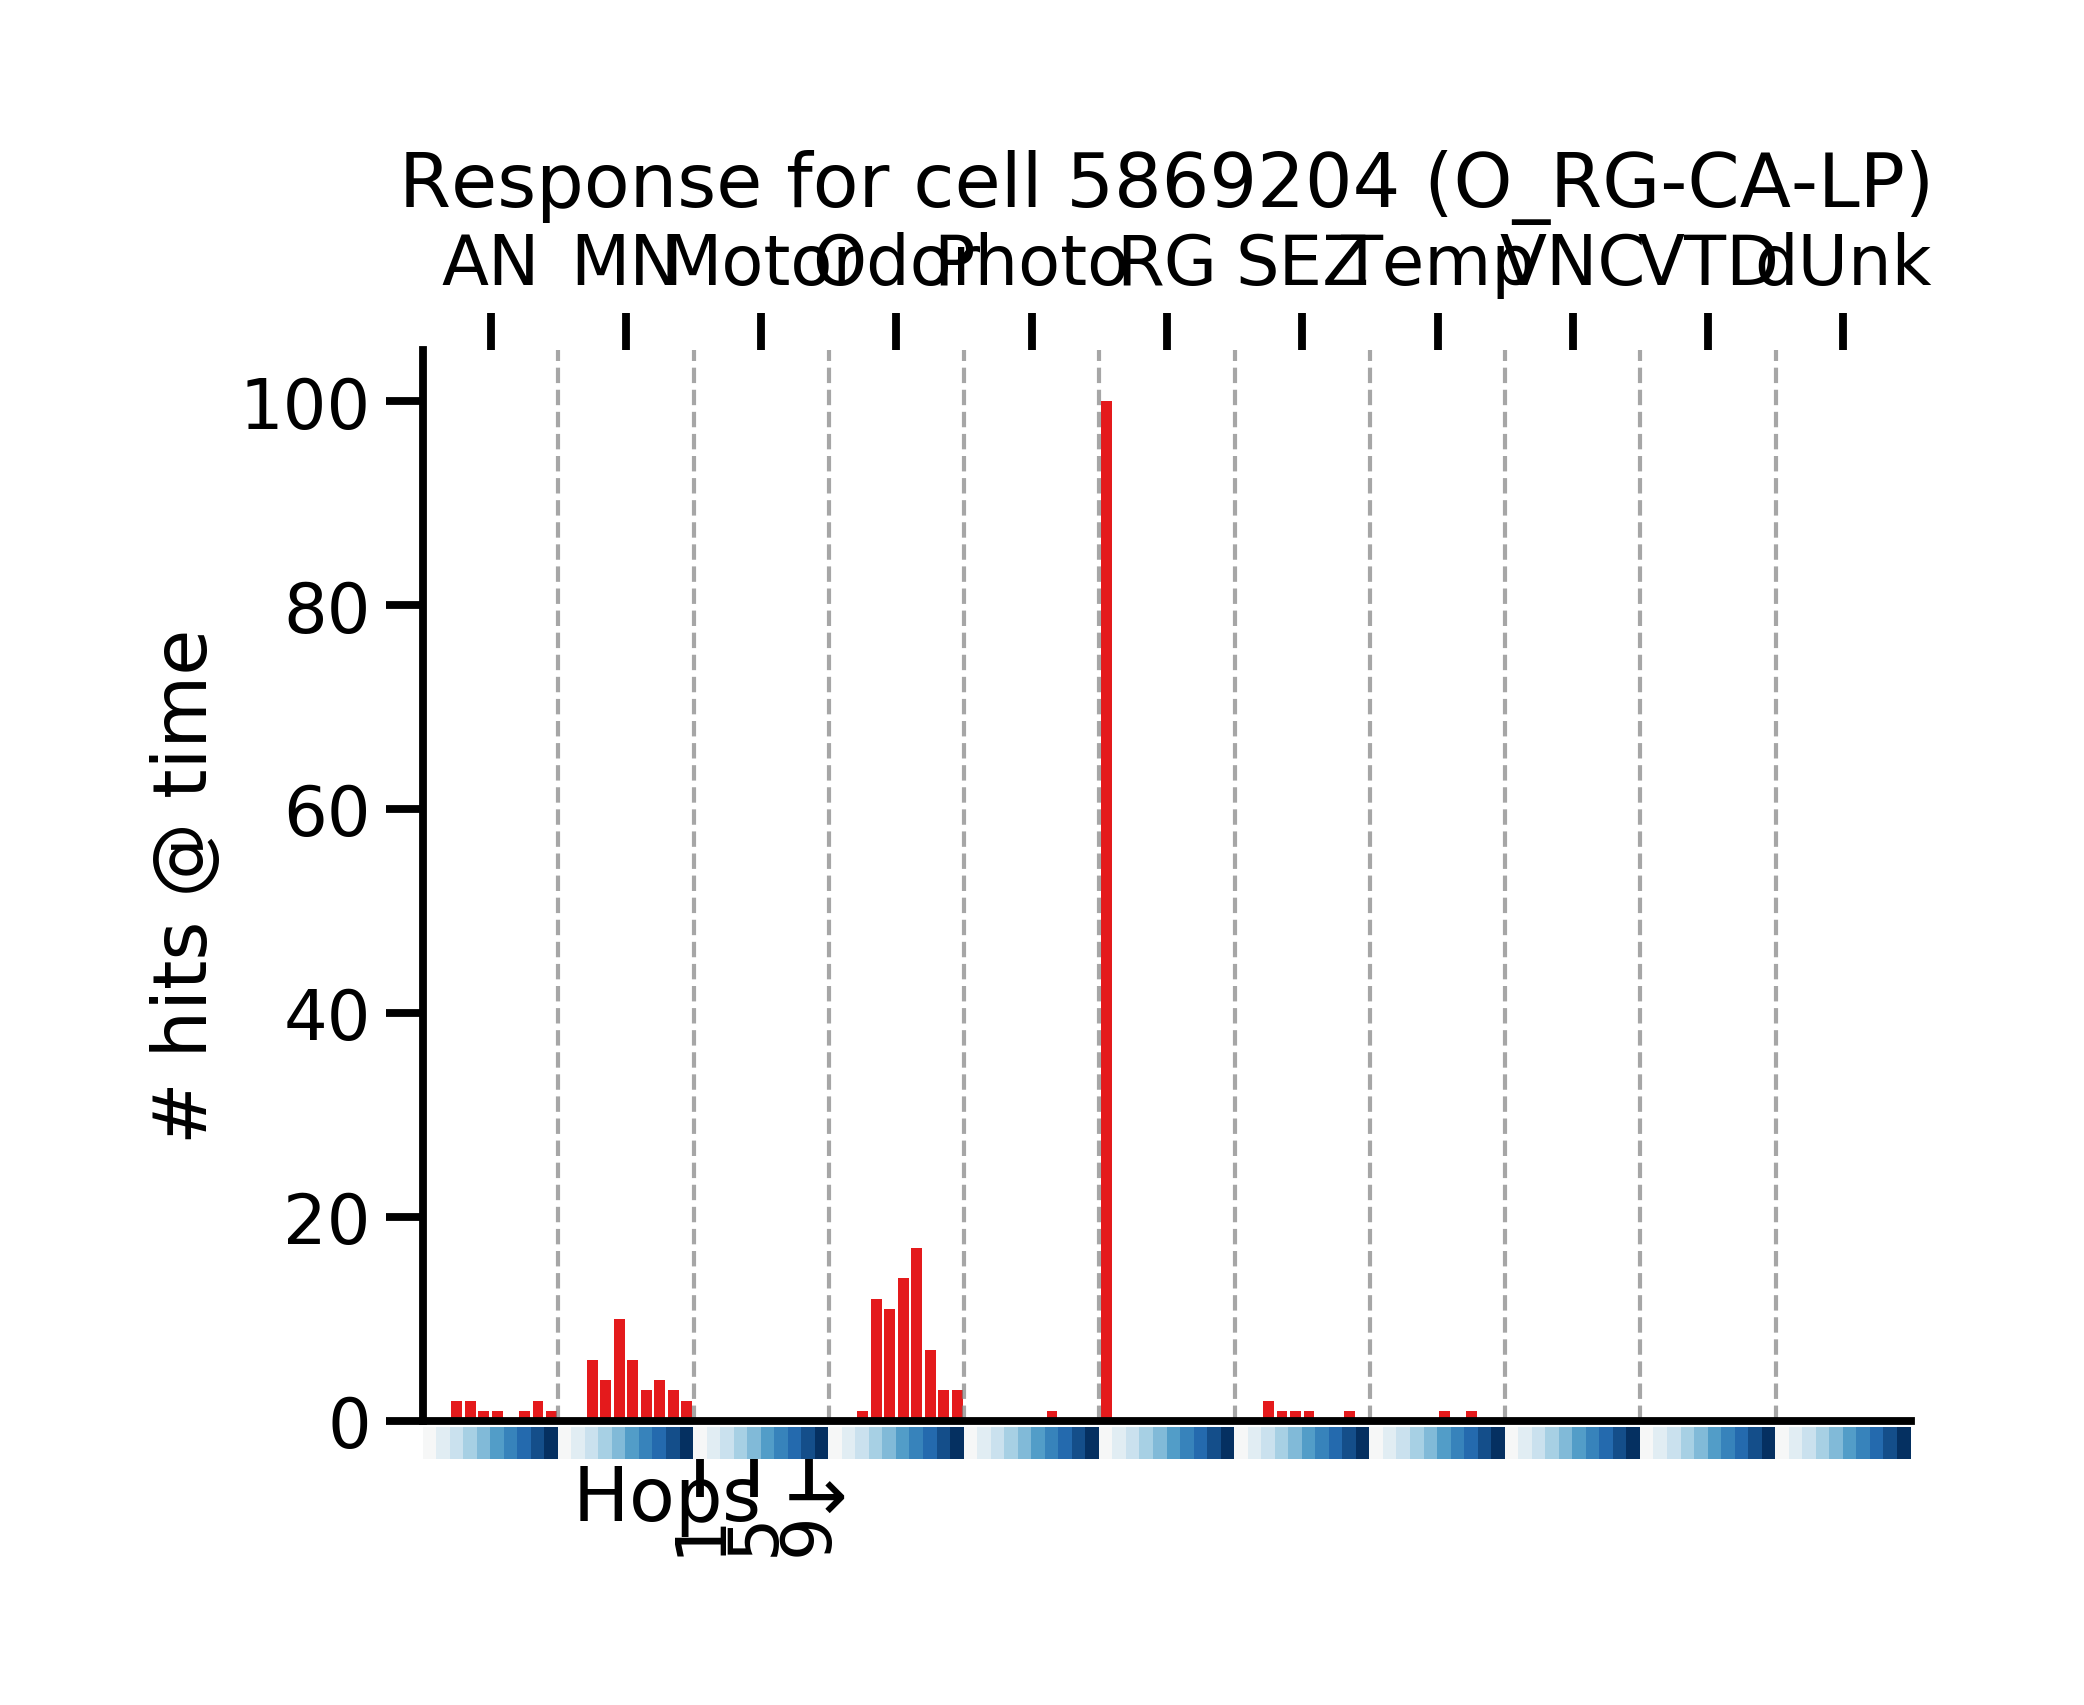 Response for cell 5869204 (O_RG-CA-LP)
AN MN Motor Odor Photo RG SEZ Temp VNC VTD dUnk
100
80
60
40
20
0
# hits @ time
Hops →
1 5 9